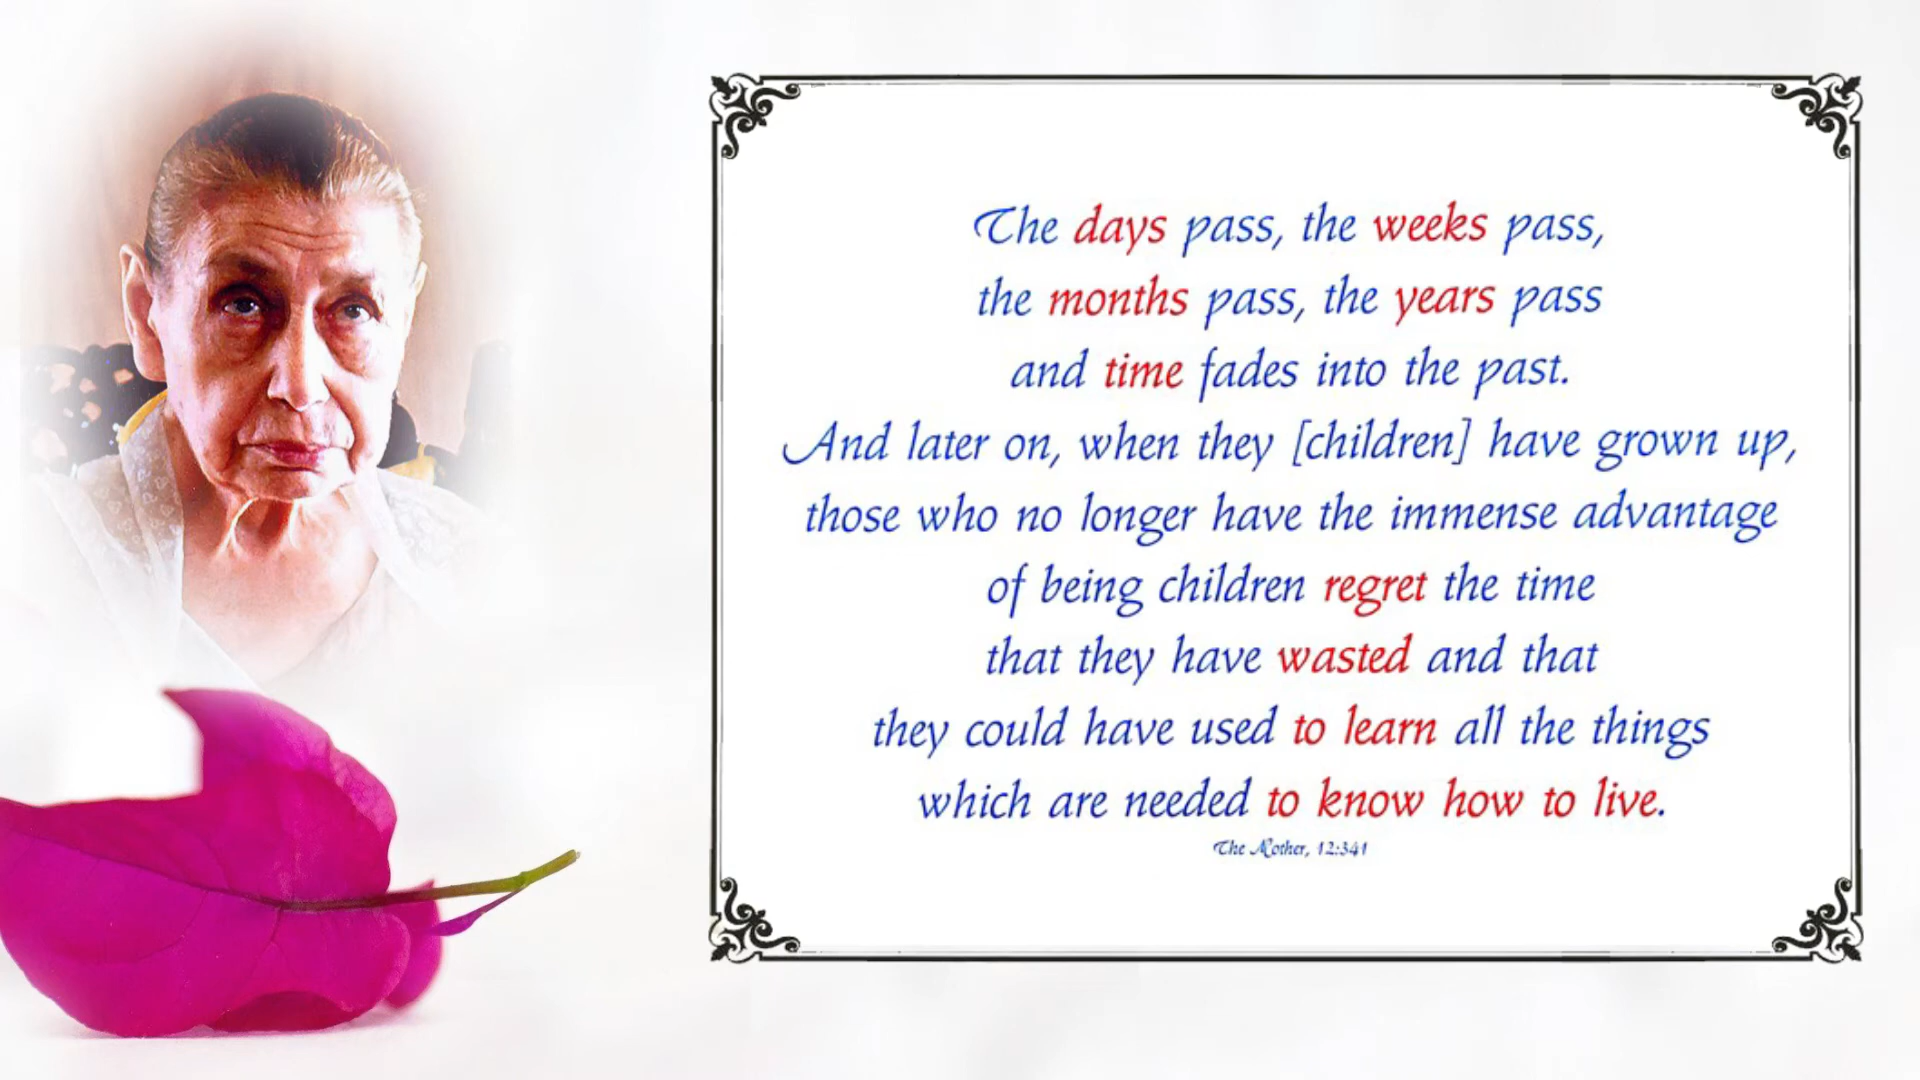 The days pass, the weeks pass,
the months pass, the years pass
and time fades into the past.
And later on, when they [children] have grown up,
those who no longer have the immense advantage
of being children regret the time
that they have wasted and that
they could have used to learn all the things
which are needed to know how to live.
The Mother, 12:341